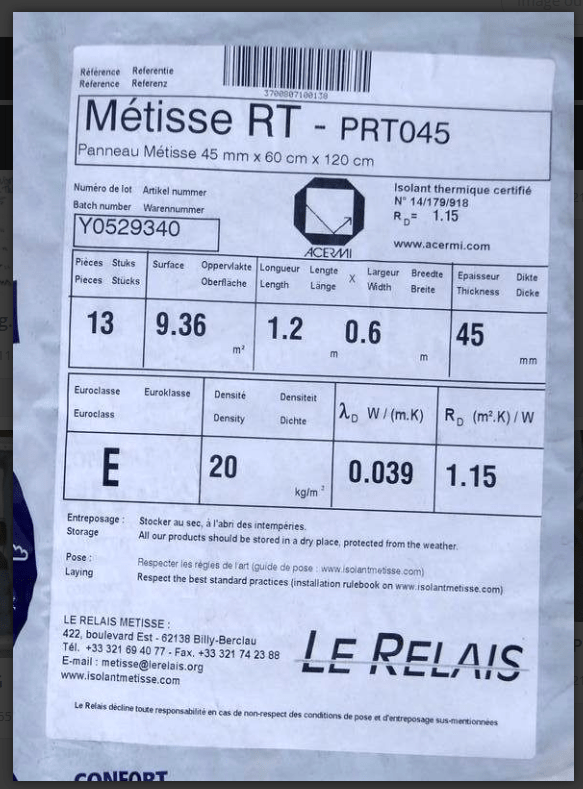 Référence Referentie
Reference Referenz
3700807100138
Métisse RT - PRT045
Panneau Métisse 45 mm x 60 cm x 120 cm
Numéro de lot Artikel nummer
Batch number Warennummer
Y0529340
ACERMI
Isolant thermique certifié
N° 14/179/918
RD= 1.15
www.acermi.com
Pièces Stuks Surface Oppervlakte Longueur Lengte X Largeur Breedte Epaisseur Dikte
Pieces Stücks Oberfläche Length Länge Width Breite Thickness Dicke
13 9.36 m² 1.2 m 0.6 m 45 mm
Euroclasse Euroklasse Densité Densiteit λD W / (m.K) RD (m².K) / W
Euroclass Density Dichte
E 20 kg/m² 0.039 1.15
Entreposage : Stocker au sec, à l'abri des intempéries.
Storage All our products should be stored in a dry place, protected from the weather.
Pose : Respecter les règles de l'art (guide de pose : www.isolantmetisse.com)
Laying Respect the best standard practices (installation rulebook on www.isolantmetisse.com)
LE RELAIS METISSE :
422, boulevard Est - 62138 Billy-Berclau
Tél. +33 321 69 40 77 - Fax. +33 321 74 23 88
E-mail : metisse@lerelais.org
www.isolantmetisse.com
LE RELAIS
Le Relais décline toute responsabilité en cas de non-respect des conditions de pose et d'entreposage sus-mentionnées
CONFORT